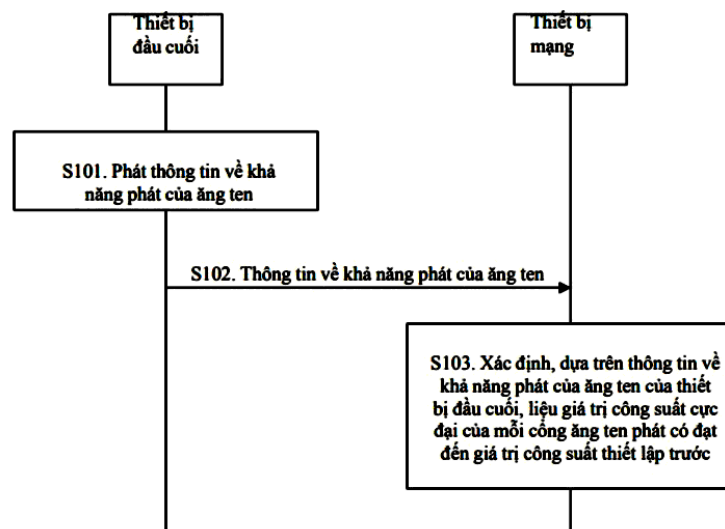 Thiết bị
đầu cuối
Thiết bị
mạng
S101. Phát thông tin về khả
năng phát của ăng ten
S102. Thông tin về khả năng phát của ăng ten
S103. Xác định, dựa trên thông tin về
khả năng phát của ăng ten của thiết
bị đầu cuối, liệu giá trị công suất cực
đại của mỗi cổng ăng ten phát có đạt
đến giá trị công suất thiết lập trước